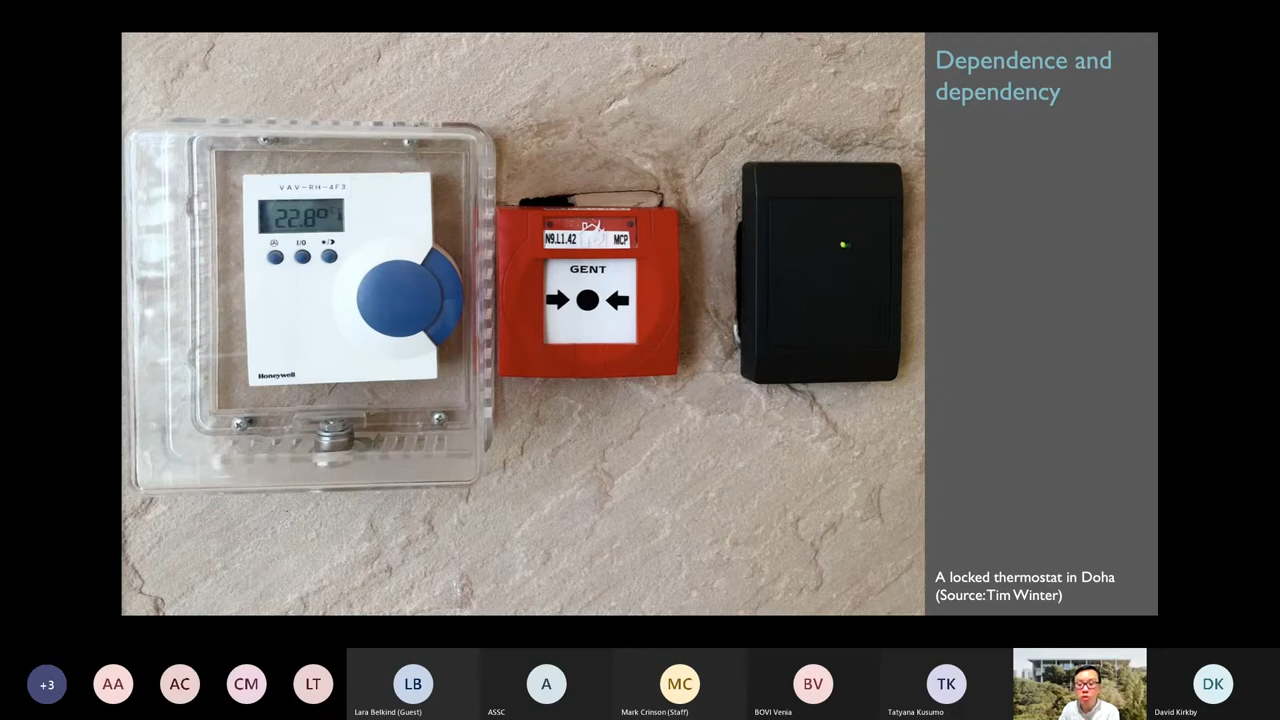 Dependence and
dependency
VAV-RH-4F3
22.8°
I/O
Honeywell
N9.L1.42 MCP
GENT
A locked thermostat in Doha
(Source:Tim Winter)
+3
AA
AC
CM
LT
LB
Lara Belkind (Guest)
A
ASSC
MC
Mark Crinson (Staff)
BV
BOVI Venia
TK
Tatyana Kusumo
DK
David Kirkby